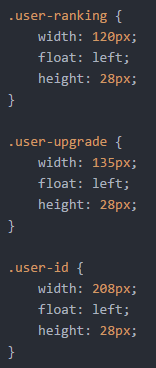 .user-ranking {
    width: 120px;
    float: left;
    height: 28px;
}

.user-upgrade {
    width: 135px;
    float: left;
    height: 28px;
}

.user-id {
    width: 208px;
    float: left;
    height: 28px;
}